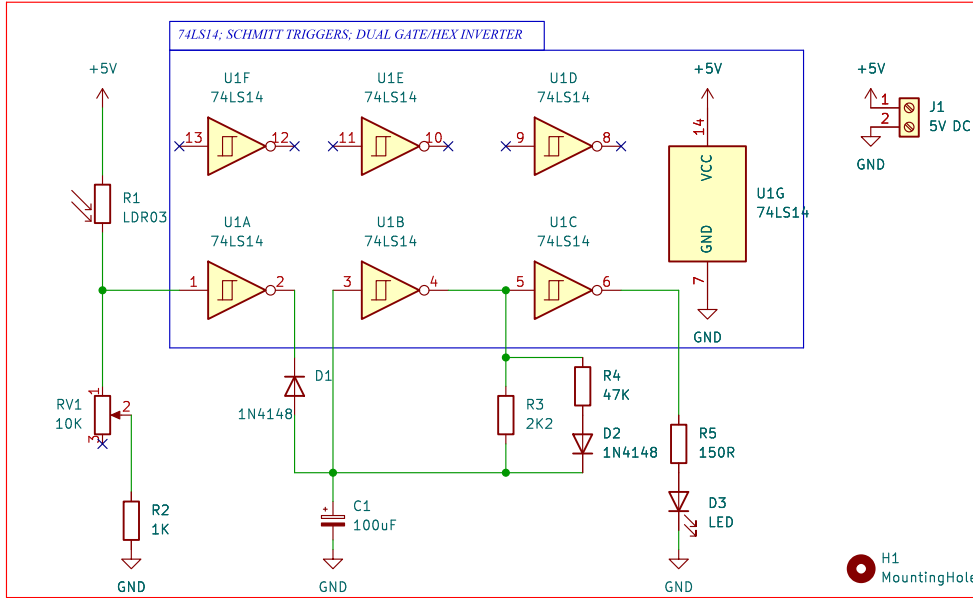 74LS14; SCHMITT TRIGGERS; DUAL GATE/HEX INVERTER
+5V
U1F
74LS14
13
12
U1E
74LS14
11
10
U1D
74LS14
9
8
+5V
14
VCC
GND
7
U1G
74LS14
GND
+5V
1
2
J1
5V DC
GND
R1
LDR03
U1A
74LS14
1
2
U1B
74LS14
3
4
U1C
74LS14
5
6
RV1
10K
1
2
3
D1
1N4148
R3
2K2
R4
47K
D2
1N4148
R5
150R
R2
1K
GND
+
C1
100uF
GND
D3
LED
GND
H1
MountingHole